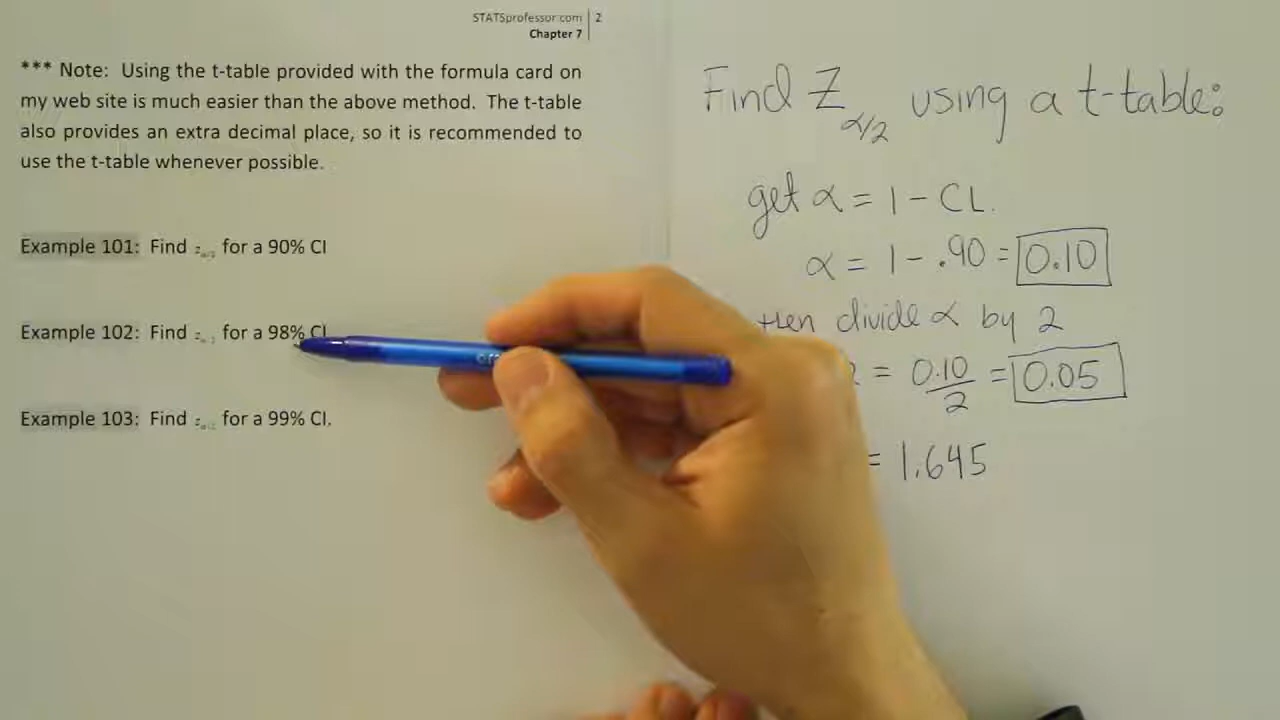 STATSprofessor.com 2
Chapter 7
*** Note: Using the t-table provided with the formula card on
my web site is much easier than the above method. The t-table
also provides an extra decimal place, so it is recommended to
use the t-table whenever possible.
Example 101: Find z for a 90% CI
Example 102: Find z for a 98% CI
Example 103: Find z for a 99% CI.
Find Z α/2 using a t-table:
get α = 1 - CL.
α = 1 - .90 = 0.10
then divide α by 2
= 0.10/2 = 0.05
= 1.645